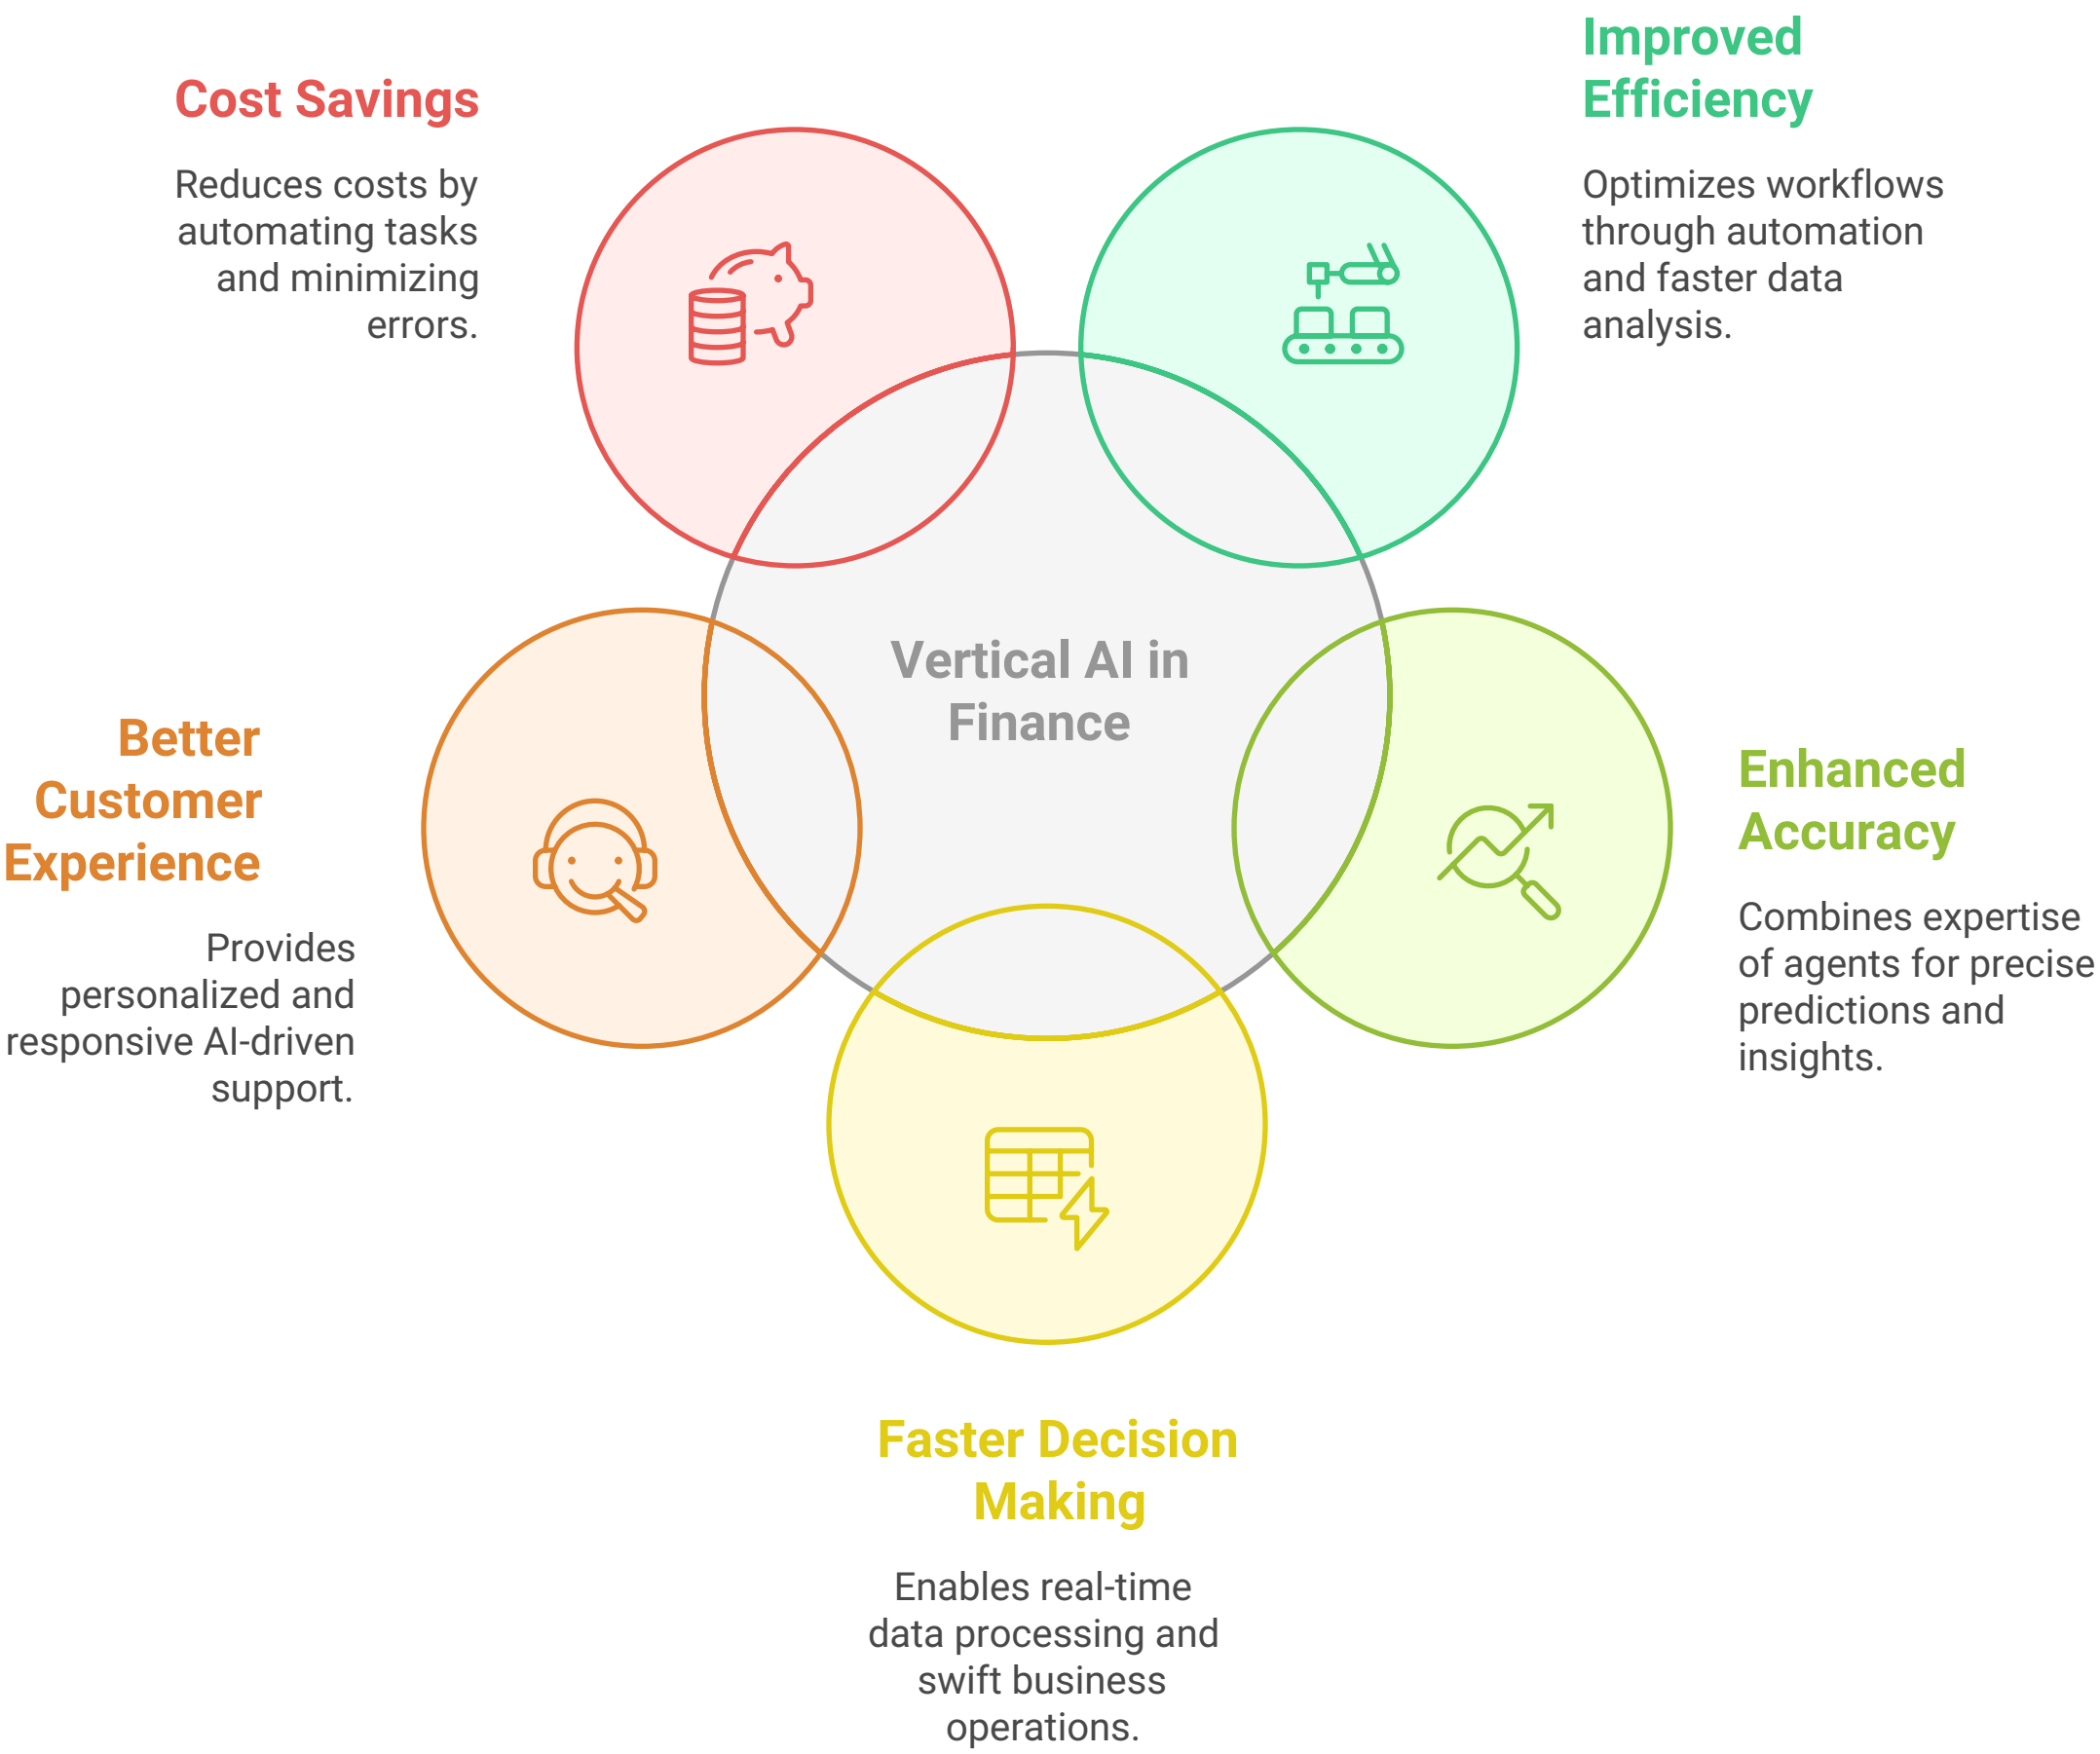 Cost Savings
Reduces costs by
automating tasks
and minimizing
errors.
Improved
Efficiency
Optimizes workflows
through automation
and faster data
analysis.
Vertical AI in
Finance
Better
Customer
Experience
Provides
personalized and
responsive AI-driven
support.
Enhanced
Accuracy
Combines expertise
of agents for precise
predictions and
insights.
Faster Decision
Making
Enables real-time
data processing and
swift business
operations.